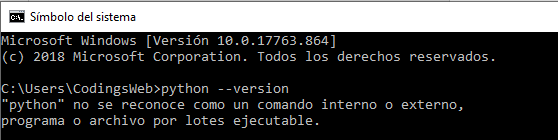 Símbolo del sistema
Microsoft Windows [Versión 10.0.17763.864]
(c) 2018 Microsoft Corporation. Todos los derechos reservados.
C:\Users\CodingsWeb>python --version
"python" no se reconoce como un comando interno o externo,
programa o archivo por lotes ejecutable.